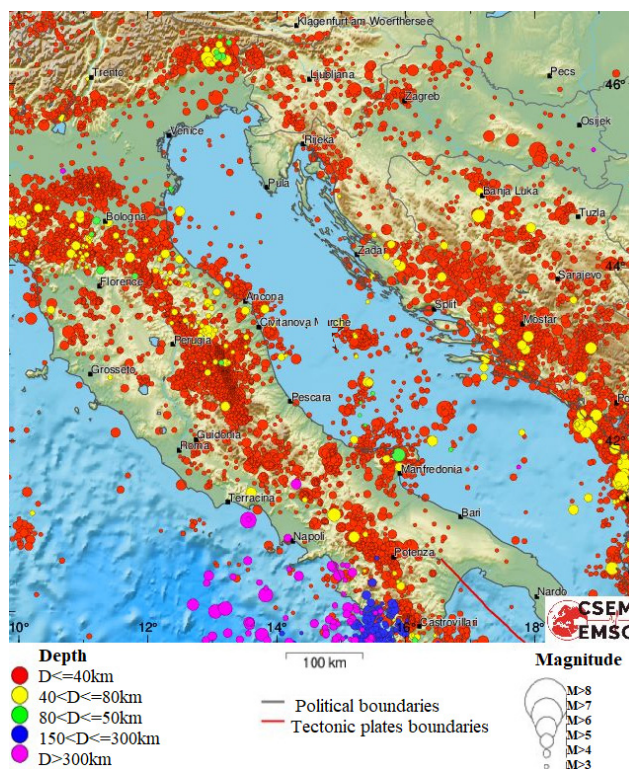 Klagenfurt am Woerthersee
Trento
Ljubljana
Pecs
46°
Zagreb
Osijek
Venice
Rijeka
Pula
Banja Luka
Tuzla
Bologna
Zadar
44°
Sarajevo
Florence
Ancona
Split
Mostar
Civitanova Marche
Perugia
Grosseto
Pescara
Po
Guidonia
42°
Roma
Manfredonia
Terracina
Bari
Napoli
Potenza
Nardo
CSEM
EMSC
Castrovillari
10°
12°
14°
16°
18°
Depth
D<=40km
40<D<=80km
80<D<=50km
150<D<=300km
D>300km
100 km
Political boundaries
Tectonic plates boundaries
Magnitude
M>8
M>7
M>6
M>5
M>4
M>3